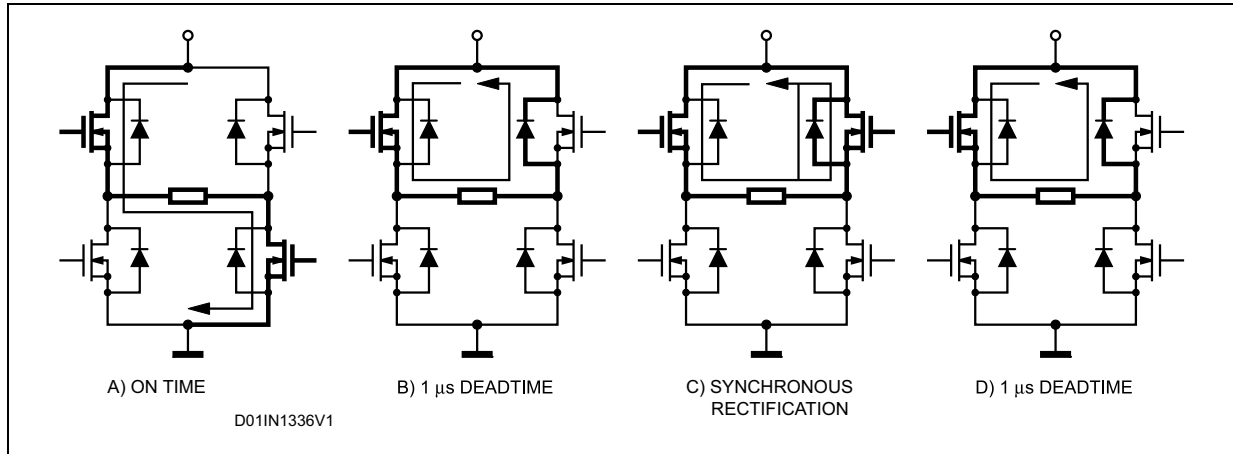 A) ON TIME
B) 1 μs DEADTIME
C) SYNCHRONOUS
RECTIFICATION
D) 1 μs DEADTIME
D01IN1336V1